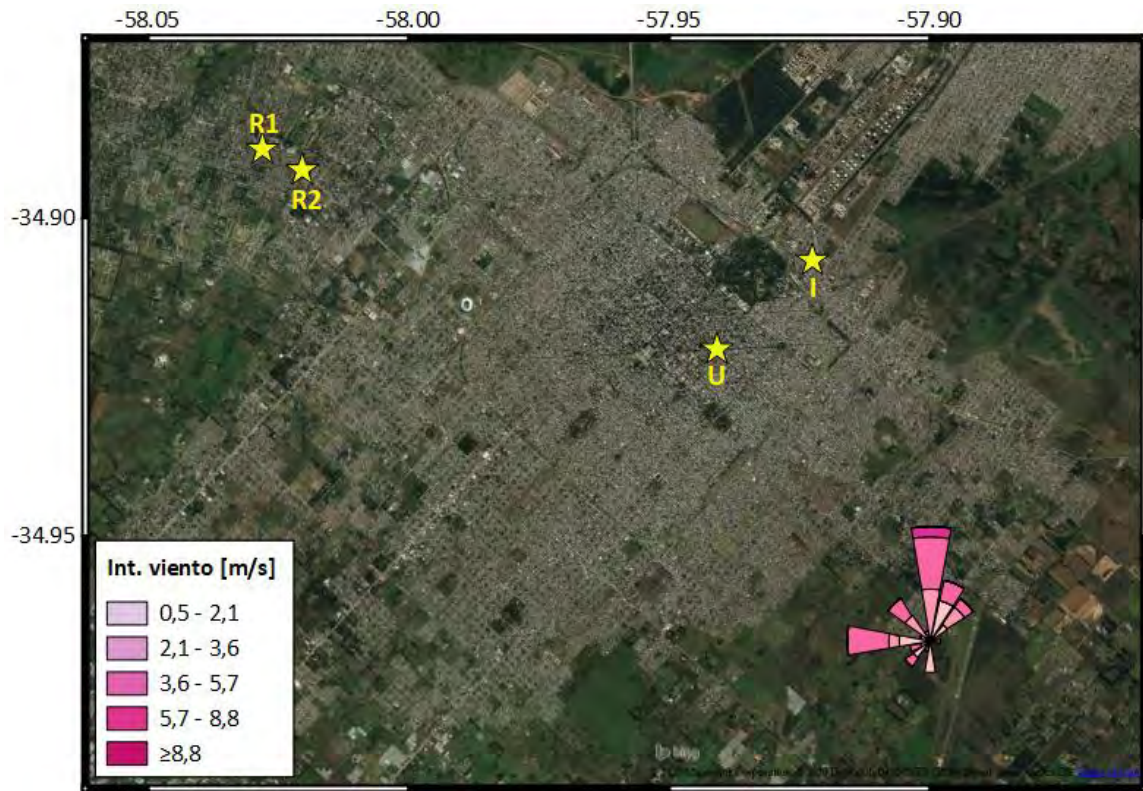 -58.05 -58.00 -57.95 -57.90
R1
R2
-34.90
I
U
-34.95
Int. viento [m/s]
0,5 - 2,1
2,1 - 3,6
3,6 - 5,7
5,7 - 8,8
≥8,8